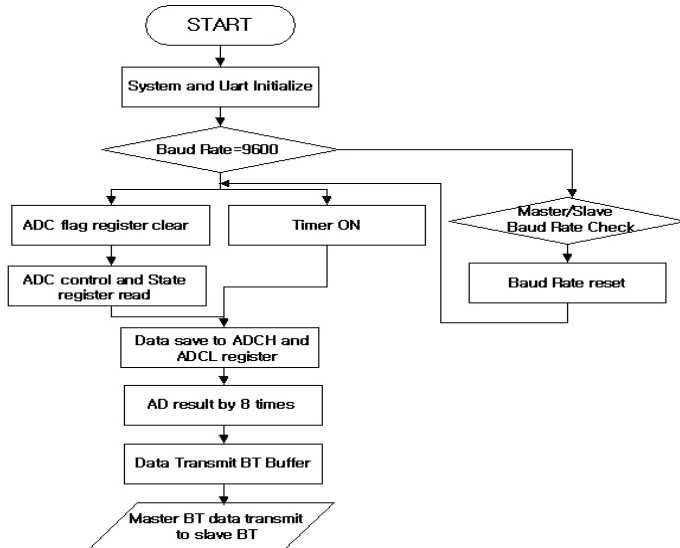 START
System and Uart Initialize
Baud Rate=9600
ADC flag register clear
Timer ON
Master/Slave
Baud Rate Check
ADC control and State
register read
Baud Rate reset
Data save to ADCH and
ADCL register
AD result by 8 times
Data Transmit BT Buffer
Master BT data transmit
to slave BT